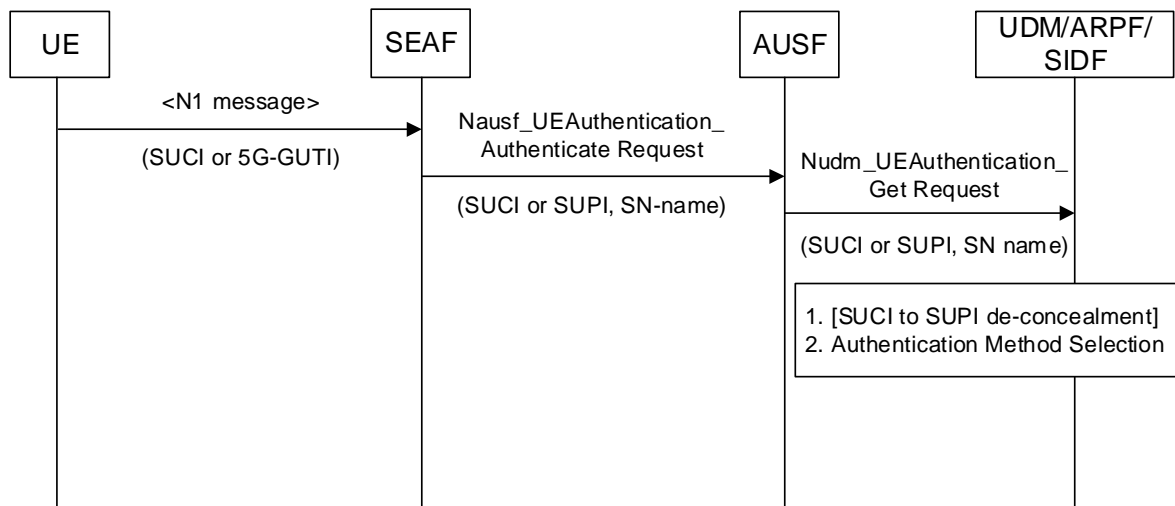 UE
SEAF
AUSF
UDM/ARPF/
SIDF
<N1 message>
(SUCI or 5G-GUTI)
Nausf_UEAuthentication_
Authenticate Request
(SUCI or SUPI, SN-name)
Nudm_UEAuthentication_
Get Request
(SUCI or SUPI, SN name)
1. [SUCI to SUPI de-concealment]
2. Authentication Method Selection